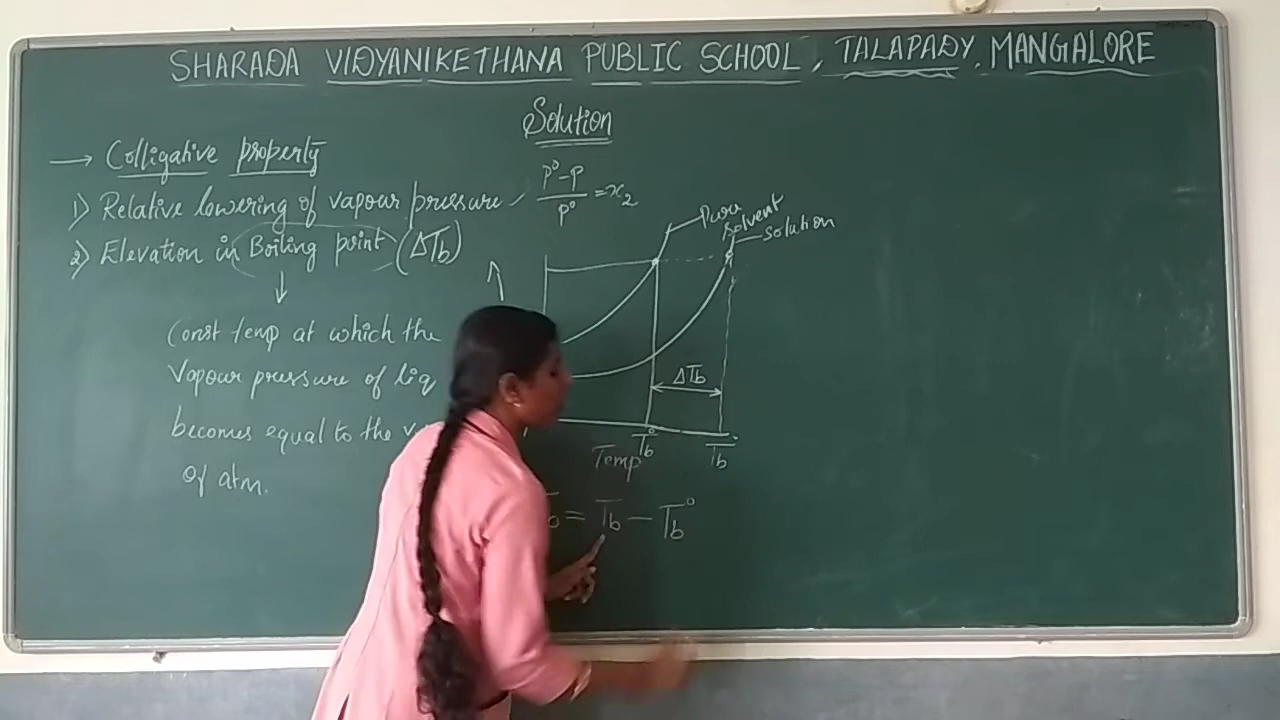 SHARADA VIDYANIKETHANA PUBLIC SCHOOL, TALAPADY, MANGALORE
Solution
→ Colligative property
1) Relative lowering of vapour pressure, P° - P / P° = x₂
2) Elevation in Boiling point (ΔTb)
↓
Const temp at which the
Vapour pressure of liq
becomes equal to the
of atm.
Pure
solvent
solution
ΔTb
Tb°
Tb
Temp
b = Tb - Tb°